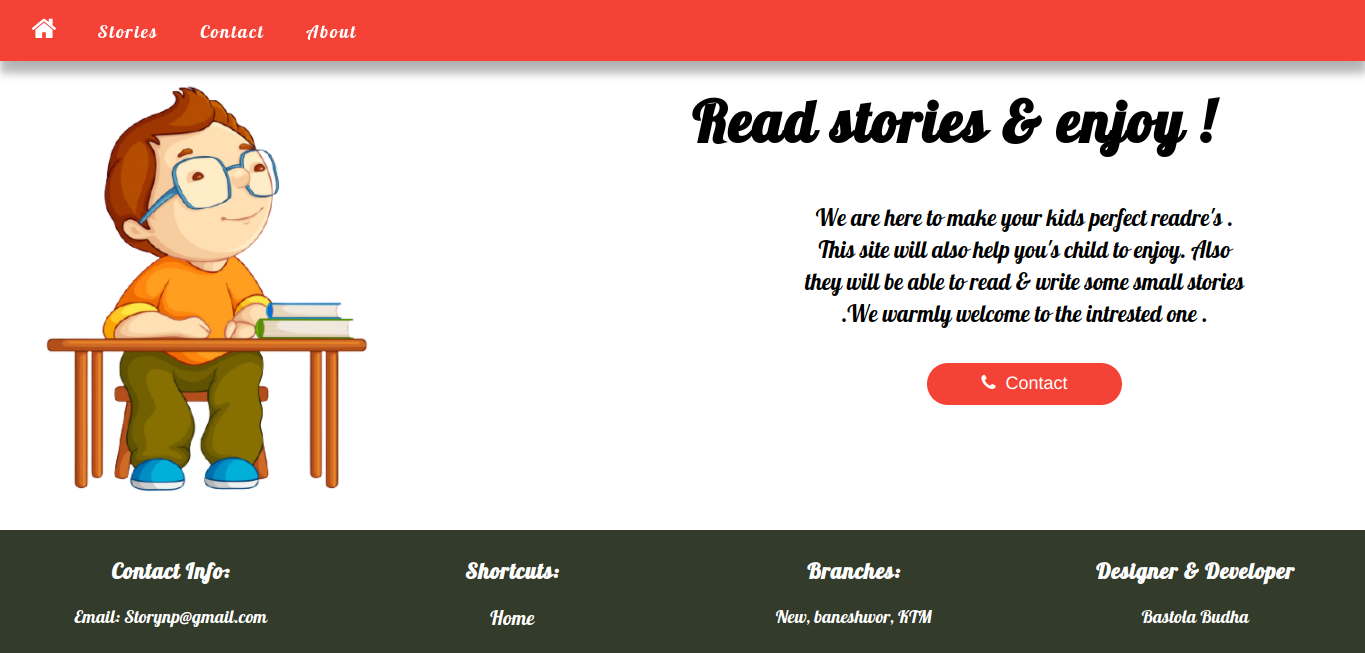 Stories Contact About
Read stories & enjoy !
We are here to make your kids perfect readre's .
This site will also help you's child to enjoy. Also
they will be able to read & write some small stories
.We warmly welcome to the intrested one .
Contact
Contact Info:
Email: Storynp@gmail.com
Shortcuts:
Home
Branches:
New, baneshwor, KTM
Designer & Developer
Bastola Budha